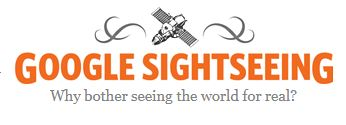 GOOGLE SIGHTSEEING
Why bother seeing the world for real?